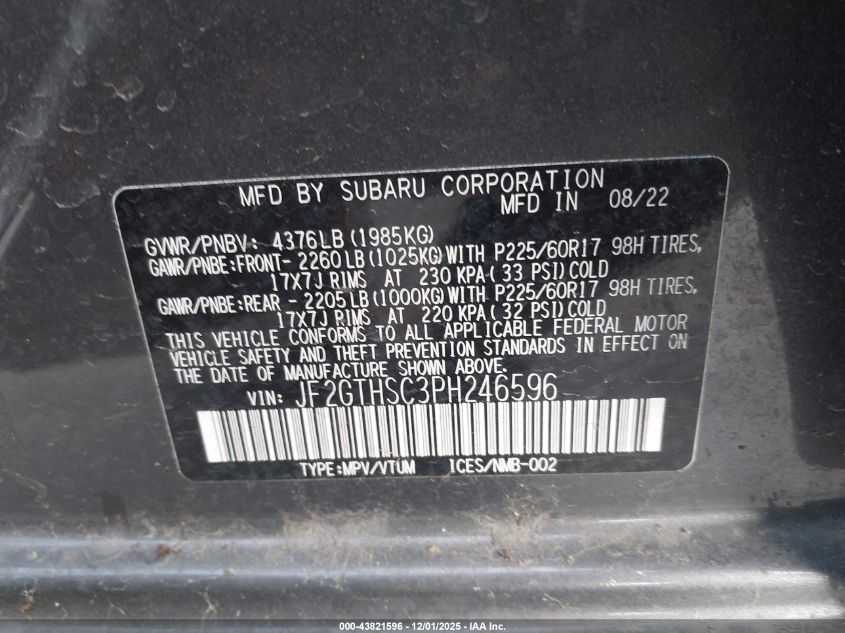 MFD BY SUBARU CORPORATION
MFD IN 08/22
GVWR/PNBV: 4376LB(1985KG)
GAWR/PNBE:FRONT- 2260LB(1025KG)WITH P225/60R17 98H TIRES,
17X7J RIMS AT 230 KPA( 33 PSI)COLD
GAWR/PNBE:REAR - 2205LB(1000KG)WITH P225/60R17 98H TIRES,
17X7J RIMS AT 220 KPA( 32 PSI)COLD
THIS VEHICLE CONFORMS TO ALL APPLICABLE FEDERAL MOTOR
VEHICLE SAFETY AND THEFT PREVENTION STANDARDS IN EFFECT ON
THE DATE OF MANUFACTURE SHOWN ABOVE.
VIN: JF2GTHSC3PH246596
TYPE:MPV/VTUM ICES/NMB-002
000-43821596 - 12/01/2025 - IAA Inc.